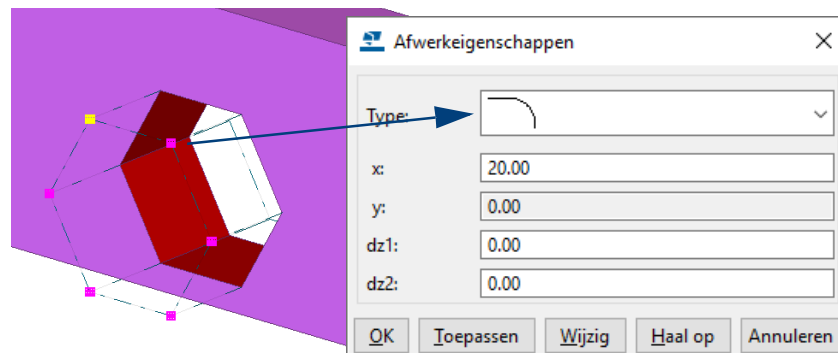 Afwerkeigenschappen
Type:
x: 20.00
y: 0.00
dz1: 0.00
dz2: 0.00
OK Toepassen Wijzig Haal op Annuleren